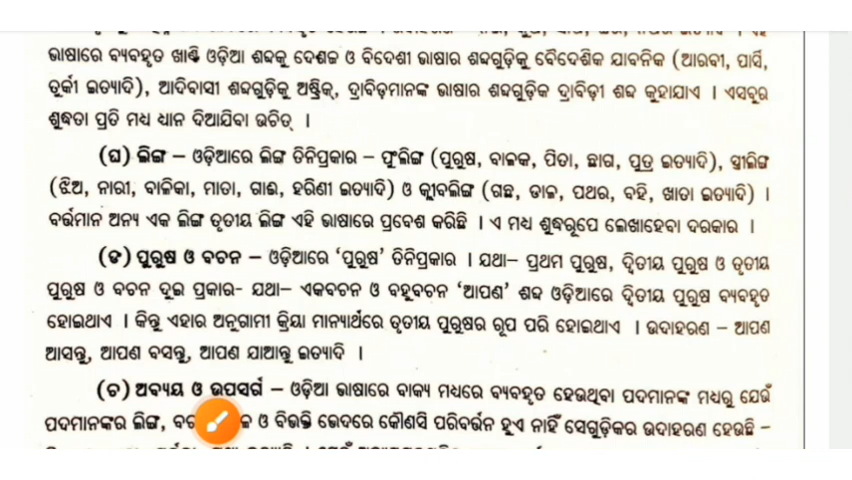 ଭାଷାରେ ବ୍ୟବହୃତ ଖାଣ୍ଟି ଓଡ଼ିଆ ଶବ୍ଦକୁ ଦେଶଜ ଓ ବିଦେଶୀ ଭାଷାର ଶବ୍ଦଗୁଡ଼ିକୁ ବୈଦେଶିକ ଯାବନିକ (ଆରବୀ, ପାର୍ସି,
ତୁର୍କୀ ଇତ୍ୟାଦି), ଆଦିବାସୀ ଶବ୍ଦଗୁଡ଼ିକୁ ଅଷ୍ଟ୍ରିକ୍, ଦ୍ରାବିଡ଼ମାନଙ୍କ ଭାଷାର ଶବ୍ଦଗୁଡ଼ିକ ଦ୍ରାବିଡ଼ୀ ଶବ୍ଦ କୁହାଯାଏ । ଏସବୁର
ଶୁଦ୍ଧତା ପ୍ରତି ମଧ୍ୟ ଧ୍ୟାନ ଦିଆଯିବା ଉଚିତ୍ ।
(ଘ) ଲିଙ୍ଗ – ଓଡ଼ିଆରେ ଲିଙ୍ଗ ତିନିପ୍ରକାର – ପୁଂଲିଙ୍ଗ (ପୁରୁଷ, ବାଳକ, ପିତା, ଛାଗ, ପୁତ୍ର ଇତ୍ୟାଦି), ସ୍ତ୍ରୀଲିଙ୍ଗ
(ଝିଅ, ନାରୀ, ବାଳିକା, ମାତା, ଗାଈ, ହରିଣୀ ଇତ୍ୟାଦି) ଓ କ୍ଲୀବଲିଙ୍ଗ (ଗଛ, ଡାଳ, ପଥର, ବହି, ଖାତା ଇତ୍ୟାଦି) ।
ବର୍ତ୍ତମାନ ଅନ୍ୟ ଏକ ଲିଙ୍ଗ ତୃତୀୟ ଲିଙ୍ଗ ଏହି ଭାଷାରେ ପ୍ରବେଶ କରିଛି । ଏ ମଧ୍ୟ ଶୁଦ୍ଧରୂପେ ଲେଖାହେବା ଦରକାର ।
(ଙ) ପୁରୁଷ ଓ ବଚନ – ଓଡ଼ିଆରେ ‘ପୁରୁଷ’ ତିନିପ୍ରକାର । ଯଥା– ପ୍ରଥମ ପୁରୁଷ, ଦ୍ୱିତୀୟ ପୁରୁଷ ଓ ତୃତୀୟ
ପୁରୁଷ ଓ ବଚନ ଦୁଇ ପ୍ରକାର- ଯଥା– ଏକବଚନ ଓ ବହୁବଚନ ‘ଆପଣ’ ଶବ୍ଦ ଓଡ଼ିଆରେ ଦ୍ୱିତୀୟ ପୁରୁଷ ବ୍ୟବହୃତ
ହୋଇଥାଏ । କିନ୍ତୁ ଏହାର ଅନୁଗାମୀ କ୍ରିୟା ମାନ୍ୟାର୍ଥରେ ତୃତୀୟ ପୁରୁଷର ରୂପ ପରି ହୋଇଥାଏ । ଉଦାହରଣ – ଆପଣ
ଆସନ୍ତୁ, ଆପଣ ବସନ୍ତୁ, ଆପଣ ଯାଆନ୍ତୁ ଇତ୍ୟାଦି ।
(ଚ) ଅବ୍ୟୟ ଓ ଉପସର୍ଗ – ଓଡ଼ିଆ ଭାଷାରେ ବାକ୍ୟ ମଧ୍ୟରେ ବ୍ୟବହୃତ ହେଉଥିବା ପଦମାନଙ୍କ ମଧ୍ୟରୁ ଯେଉଁ
ପଦମାନଙ୍କର ଲିଙ୍ଗ, ଓ ବିଭକ୍ତି ଭେଦରେ କୌଣସି ପରିବର୍ତ୍ତନ ହୁଏ ନାହିଁ ସେଗୁଡ଼ିକର ଉଦାହରଣ ହେଉଛି –